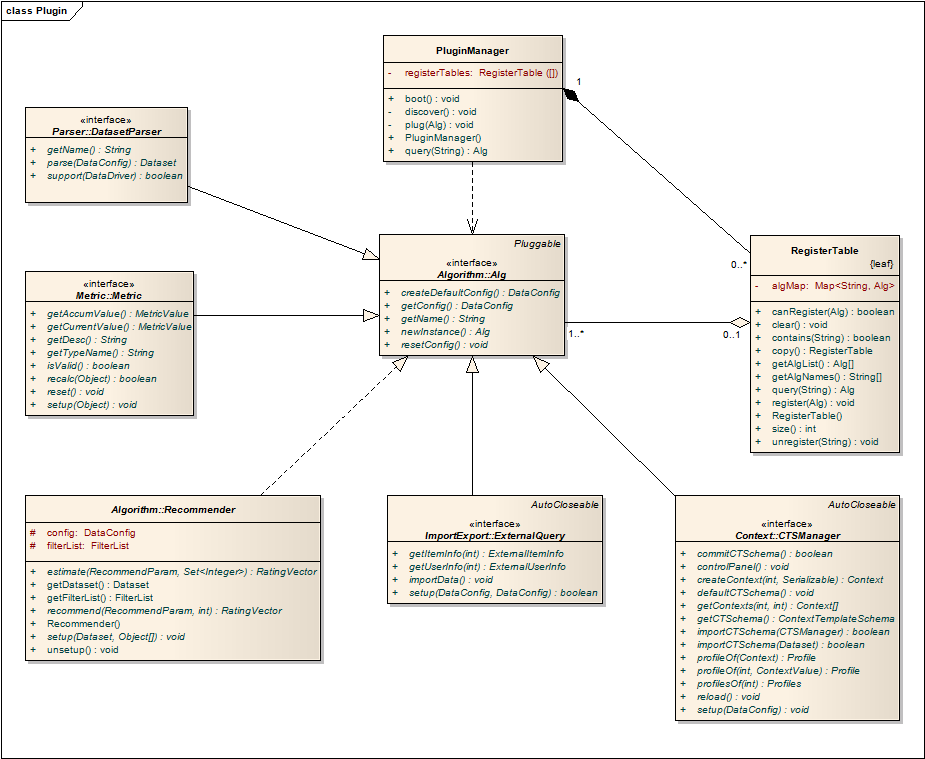 class Plugin
PluginManager
- registerTables: RegisterTable ([])
+ boot() : void
- discover() : void
- plug(Alg) : void
+ PluginManager()
+ query(String) : Alg
1
«interface»
Parser::DatasetParser
+ getName() : String
+ parse(DataConfig) : Dataset
+ support(DataDriver) : boolean
Pluggable
«interface»
Algorithm::Alg
+ createDefaultConfig() : DataConfig
+ getConfig() : DataConfig
+ getName() : String
+ newInstance() : Alg
+ resetConfig() : void
0..*
1..*
0..1
RegisterTable
{leaf}
- algMap: Map<String, Alg>
+ canRegister(Alg) : boolean
+ clear() : void
+ contains(String) : boolean
+ copy() : RegisterTable
+ getAlgList() : Alg[]
+ getAlgNames() : String[]
+ query(String) : Alg
+ register(Alg) : void
+ RegisterTable()
+ size() : int
+ unregister(String) : void
«interface»
Metric::Metric
+ getAccumValue() : MetricValue
+ getCurrentValue() : MetricValue
+ getDesc() : String
+ getTypeName() : String
+ isValid() : boolean
+ recalc(Object) : boolean
+ reset() : void
+ setup(Object) : void
Algorithm::Recommender
# config: DataConfig
# filterList: FilterList
+ estimate(RecommendParam, Set<Integer>) : RatingVector
+ getDataset() : Dataset
+ getFilterList() : FilterList
+ recommend(RecommendParam, int) : RatingVector
+ Recommender()
+ setup(Dataset, Object[]) : void
+ unsetup() : void
AutoCloseable
«interface»
ImportExport::ExternalQuery
+ getItemInfo(int) : ExternalItemInfo
+ getUserInfo(int) : ExternalUserInfo
+ importData() : void
+ setup(DataConfig, DataConfig) : boolean
AutoCloseable
«interface»
Context::CTSManager
+ commitCTSchema() : boolean
+ controlPanel() : void
+ createContext(int, Serializable) : Context
+ defaultCTSchema() : void
+ getContexts(int, int) : Context[]
+ getCTSchema() : ContextTemplateSchema
+ importCTSchema(CTSManager) : boolean
+ importCTSchema(Dataset) : boolean
+ profileOf(Context) : Profile
+ profileOf(int, ContextValue) : Profile
+ profilesOf(int) : Profiles
+ reload() : void
+ setup(DataConfig) : void